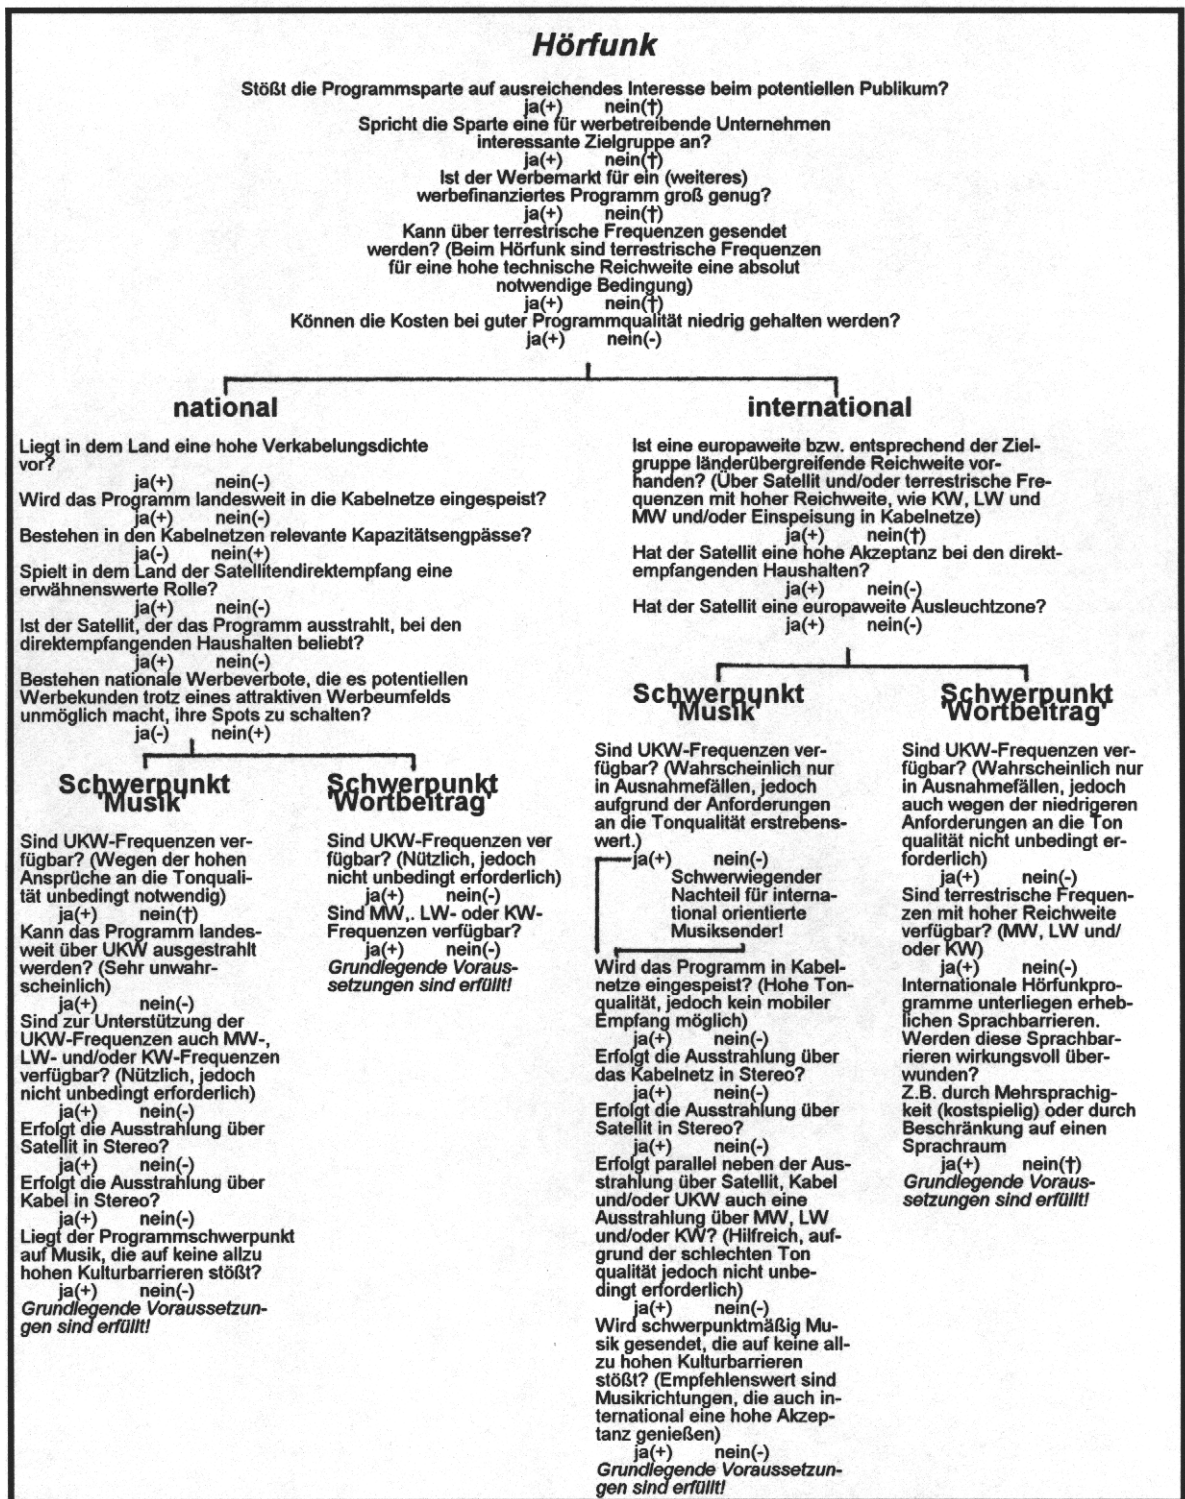 Hörfunk
Stößt die Programmsparte auf ausreichendes Interesse beim potentiellen Publikum?
ja(+) nein(†)
Spricht die Sparte eine für werbetreibende Unternehmen
interessante Zielgruppe an?
ja(+) nein(†)
Ist der Werbemarkt für ein (weiteres)
werbefinanziertes Programm groß genug?
ja(+) nein(†)
Kann über terrestrische Frequenzen gesendet
werden? (Beim Hörfunk sind terrestrische Frequenzen
für eine hohe technische Reichweite eine absolut
notwendige Bedingung)
ja(+) nein(†)
Können die Kosten bei guter Programmqualität niedrig gehalten werden?
ja(+) nein(-)
national
Liegt in dem Land eine hohe Verkabelungsdichte
vor?
ja(+) nein(-)
Wird das Programm landesweit in die Kabelnetze eingespeist?
ja(+) nein(-)
Bestehen in den Kabelnetzen relevante Kapazitätsengpässe?
ja(-) nein(+)
Spielt in dem Land der Satellitendirektempfang eine
erwähnenswerte Rolle?
ja(+) nein(-)
Ist der Satellit, der das Programm ausstrahlt, bei den
direktempfangenden Haushalten beliebt?
ja(+) nein(-)
Bestehen nationale Werbeverbote, die es potentiellen
Werbekunden trotz eines attraktiven Werbeumfelds
unmöglich macht, ihre Spots zu schalten?
ja(-) nein(+)
Schwerpunkt
'Musik'
Sind UKW-Frequenzen ver-
fügbar? (Wegen der hohen
Ansprüche an die Tonquali-
tät unbedingt notwendig)
ja(+) nein(†)
Kann das Programm landes-
weit über UKW ausgestrahlt
werden? (Sehr unwahr-
scheinlich)
ja(+) nein(-)
Sind zur Unterstützung der
UKW-Frequenzen auch MW-,
LW- und/oder KW-Frequenzen
verfügbar? (Nützlich, jedoch
nicht unbedingt erforderlich)
ja(+) nein(-)
Erfolgt die Ausstrahlung über
Satellit in Stereo?
ja(+) nein(-)
Erfolgt die Ausstrahlung über
Kabel in Stereo?
ja(+) nein(-)
Liegt der Programmschwerpunkt
auf Musik, die auf keine allzu
hohen Kulturbarrieren stößt?
ja(+) nein(-)
Grundlegende Voraussetzun-
gen sind erfüllt!
Schwerpunkt
'Wortbeitrag'
Sind UKW-Frequenzen ver
fügbar? (Nützlich, jedoch
nicht unbedingt erforderlich)
ja(+) nein(-)
Sind MW,. LW- oder KW-
Frequenzen verfügbar?
ja(+) nein(-)
Grundlegende Voraus-
setzungen sind erfüllt!
international
Ist eine europaweite bzw. entsprechend der Ziel-
gruppe länderübergreifende Reichweite vor-
handen? (Über Satellit und/oder terrestrische Fre-
quenzen mit hoher Reichweite, wie KW, LW und
MW und/oder Einspeisung in Kabelnetze)
ja(+) nein(†)
Hat der Satellit eine hohe Akzeptanz bei den direkt-
empfangenden Haushalten?
ja(+) nein(-)
Hat der Satellit eine europaweite Ausleuchtzone?
ja(+) nein(-)
Schwerpunkt
'Musik'
Sind UKW-Frequenzen ver-
fügbar? (Wahrscheinlich nur
in Ausnahmefällen, jedoch
aufgrund der Anforderungen
an die Tonqualität erstrebens-
wert.)
ja(+) nein(-)
Schwerwiegender
Nachteil für interna-
tional orientierte
Musiksender!
Wird das Programm in Kabel-
netze eingespeist? (Hohe Ton-
qualität, jedoch kein mobiler
Empfang möglich)
ja(+) nein(-)
Erfolgt die Ausstrahlung über
das Kabelnetz in Stereo?
ja(+) nein(-)
Erfolgt die Ausstrahlung über
Satellit in Stereo?
ja(+) nein(-)
Erfolgt parallel neben der Aus-
strahlung über Satellit, Kabel
und/oder UKW auch eine
Ausstrahlung über MW, LW
und/oder KW? (Hilfreich, auf-
grund der schlechten Ton
qualität jedoch nicht unbe-
dingt erforderlich)
ja(+) nein(-)
Wird schwerpunktmäßig Mu-
sik gesendet, die auf keine all-
zu hohen Kulturbarrieren
stößt? (Empfehlenswert sind
Musikrichtungen, die auch in-
ternational eine hohe Akzep-
tanz genießen)
ja(+) nein(-)
Grundlegende Voraussetzun-
gen sind erfüllt!
Schwerpunkt
'Wortbeitrag'
Sind UKW-Frequenzen ver-
fügbar? (Wahrscheinlich nur
in Ausnahmefällen, jedoch
auch wegen der niedrigeren
Anforderungen an die Ton
qualität nicht unbedingt er-
forderlich)
ja(+) nein(-)
Sind terrestrische Frequen-
zen mit hoher Reichweite
verfügbar? (MW, LW und/
oder KW)
ja(+) nein(-)
Internationale Hörfunkpro-
gramme unterliegen erheb-
lichen Sprachbarrieren.
Werden diese Sprachbar-
rieren wirkungsvoll über-
wunden?
Z.B. durch Mehrsprachig-
keit (kostspielig) oder durch
Beschränkung auf einen
Sprachraum
ja(+) nein(†)
Grundlegende Voraus-
setzungen sind erfüllt!